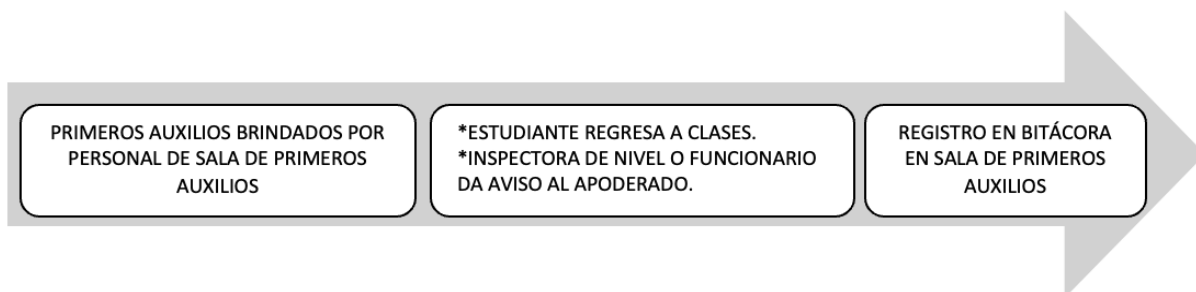 PRIMEROS AUXILIOS BRINDADOS POR
PERSONAL DE SALA DE PRIMEROS
AUXILIOS
*ESTUDIANTE REGRESA A CLASES.
*INSPECTORA DE NIVEL O FUNCIONARIO
DA AVISO AL APODERADO.
REGISTRO EN BITÁCORA
EN SALA DE PRIMEROS
AUXILIOS